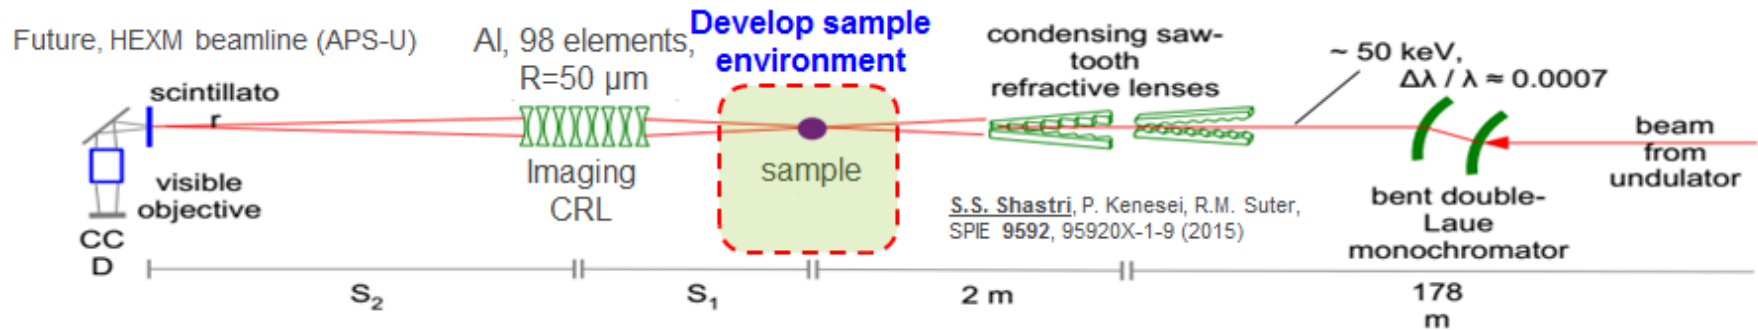 Future, HEXM beamline (APS-U)
Al, 98 elements,
R=50 µm
Develop sample
environment
condensing saw-
tooth
refractive lenses
~ 50 keV,
Δλ / λ ≈ 0.0007
scintillato
r
beam
from
undulator
visible
objective
Imaging
CRL
sample
S.S. Shastri, P. Kenesei, R.M. Suter,
SPIE 9592, 95920X-1-9 (2015)
bent double-
Laue
monochromator
CC
D
S₂
S₁
2 m
178
m